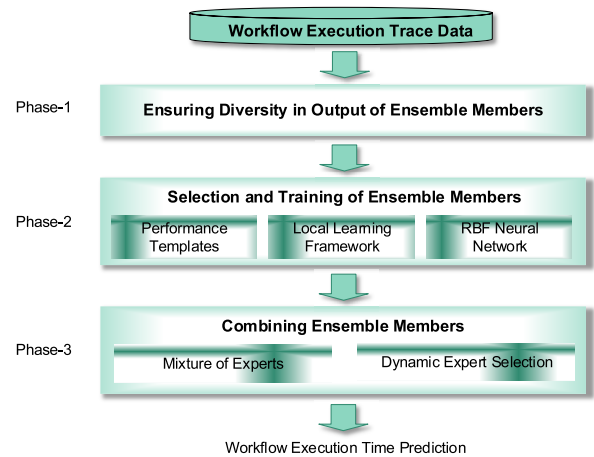 Workflow Execution Trace Data
Phase-1
Ensuring Diversity in Output of Ensemble Members
Phase-2
Selection and Training of Ensemble Members
Performance
Templates
Local Learning
Framework
RBF Neural
Network
Phase-3
Combining Ensemble Members
Mixture of Experts
Dynamic Expert Selection
Workflow Execution Time Prediction